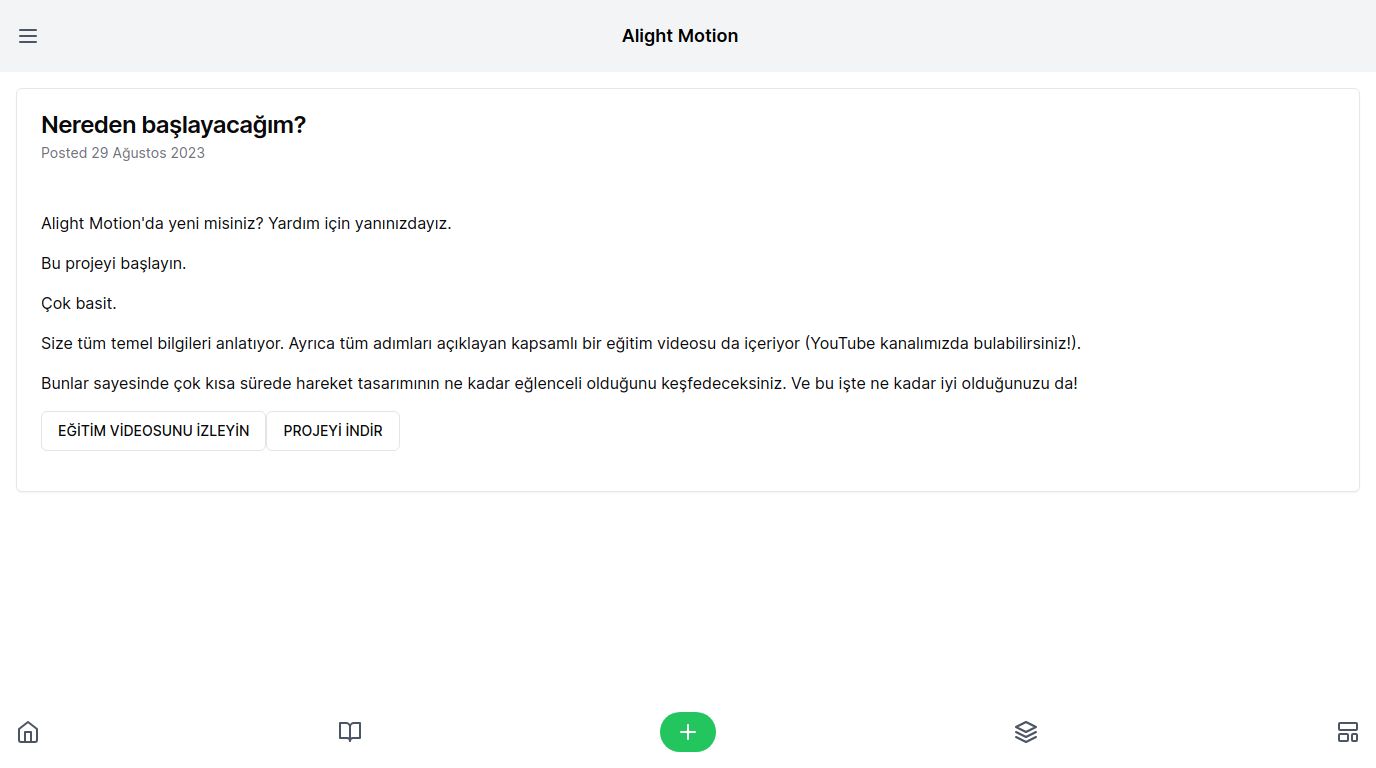 Alight Motion
Nereden başlayacağım?
Posted 29 Ağustos 2023
Alight Motion'da yeni misiniz? Yardım için yanınızdayız.
Bu projeyi başlayın.
Çok basit.
Size tüm temel bilgileri anlatıyor. Ayrıca tüm adımları açıklayan kapsamlı bir eğitim videosu da içeriyor (YouTube kanalımızda bulabilirsiniz!).
Bunlar sayesinde çok kısa sürede hareket tasarımının ne kadar eğlenceli olduğunu keşfedeceksiniz. Ve bu işte ne kadar iyi olduğunuzu da!
EĞİTİM VİDEOSUNU İZLEYİN PROJEYİ İNDİR